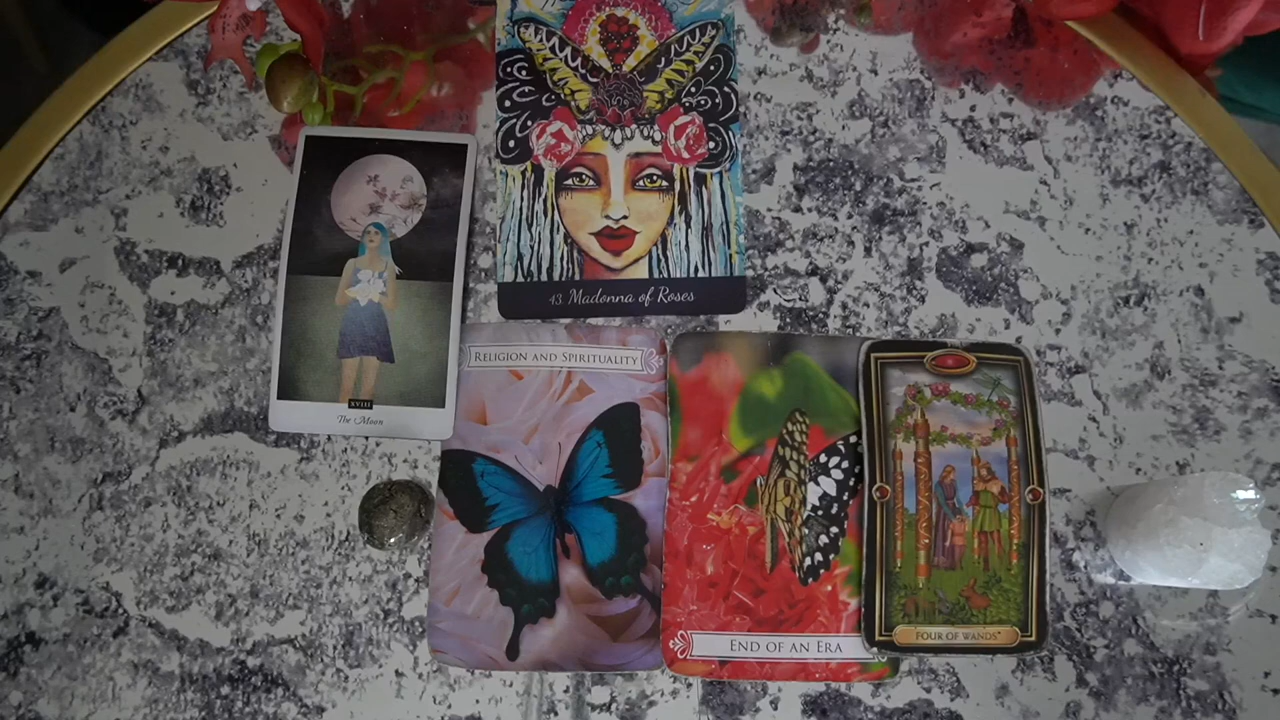 43. Madonna of Roses
XVIII
The Moon
RELIGION AND SPIRITUALITY
END OF AN ERA
FOUR OF WANDS